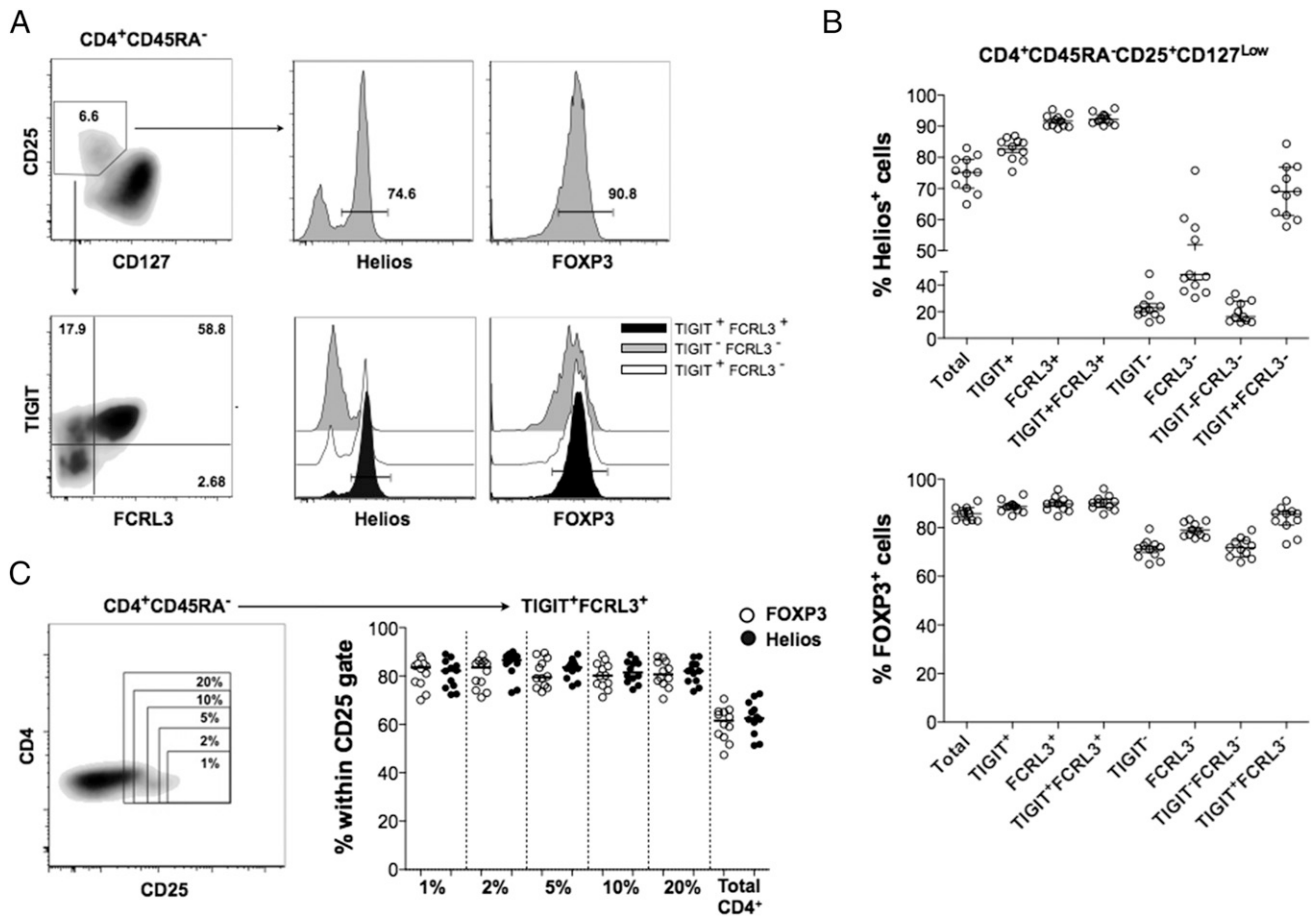 A
CD4⁺CD45RA⁻
6.6
CD25
CD127
74.6
Helios
90.8
FOXP3
17.9
58.8
2.68
TIGIT
FCRL3
TIGIT⁺FCRL3⁺
TIGIT⁻FCRL3⁻
TIGIT⁺FCRL3⁻
Helios
FOXP3
B
CD4⁺CD45RA⁻CD25⁺CD127ᴸᵒʷ
% Helios⁺ cells
100
90
80
70
60
50
40
20
0
Total
TIGIT+
FCRL3+
TIGIT+FCRL3+
TIGIT-
FCRL3-
TIGIT-FCRL3-
TIGIT+FCRL3-
% FOXP3⁺ cells
100
80
60
40
20
0
Total
TIGIT⁺
FCRL3⁺
TIGIT⁺FCRL3⁺
TIGIT⁻
FCRL3⁻
TIGIT⁻FCRL3⁻
TIGIT⁺FCRL3⁻
C
CD4⁺CD45RA⁻
TIGIT⁺FCRL3⁺
20%
10%
5%
2%
1%
CD4
CD25
FOXP3
Helios
% within CD25 gate
100
80
60
40
20
0
1%
2%
5%
10%
20%
Total
CD4⁺